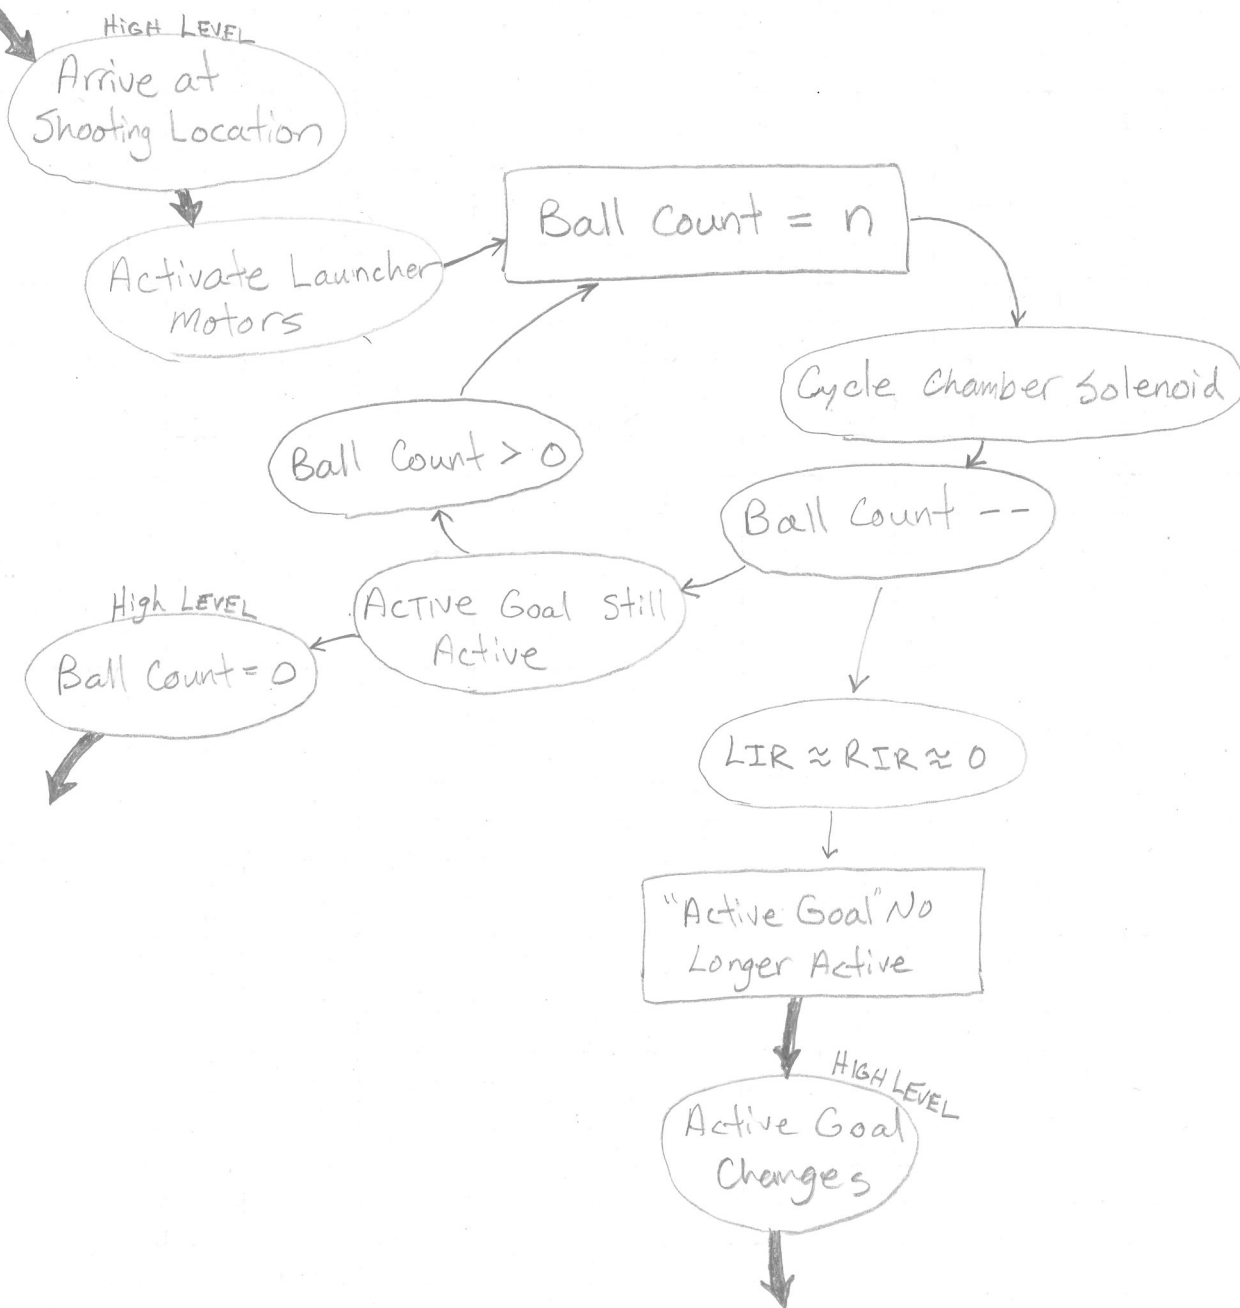 HIGH LEVEL
Arrive at
Shooting Location
Activate Launcher
Motors
Ball Count = n
Cycle Chamber Solenoid
Ball Count > 0
Ball Count --
Active Goal Still
Active
High LEVEL
Ball Count = 0
LIR ≈ RIR ≈ 0
"Active Goal" No
Longer Active
HIGH LEVEL
Active Goal
Changes